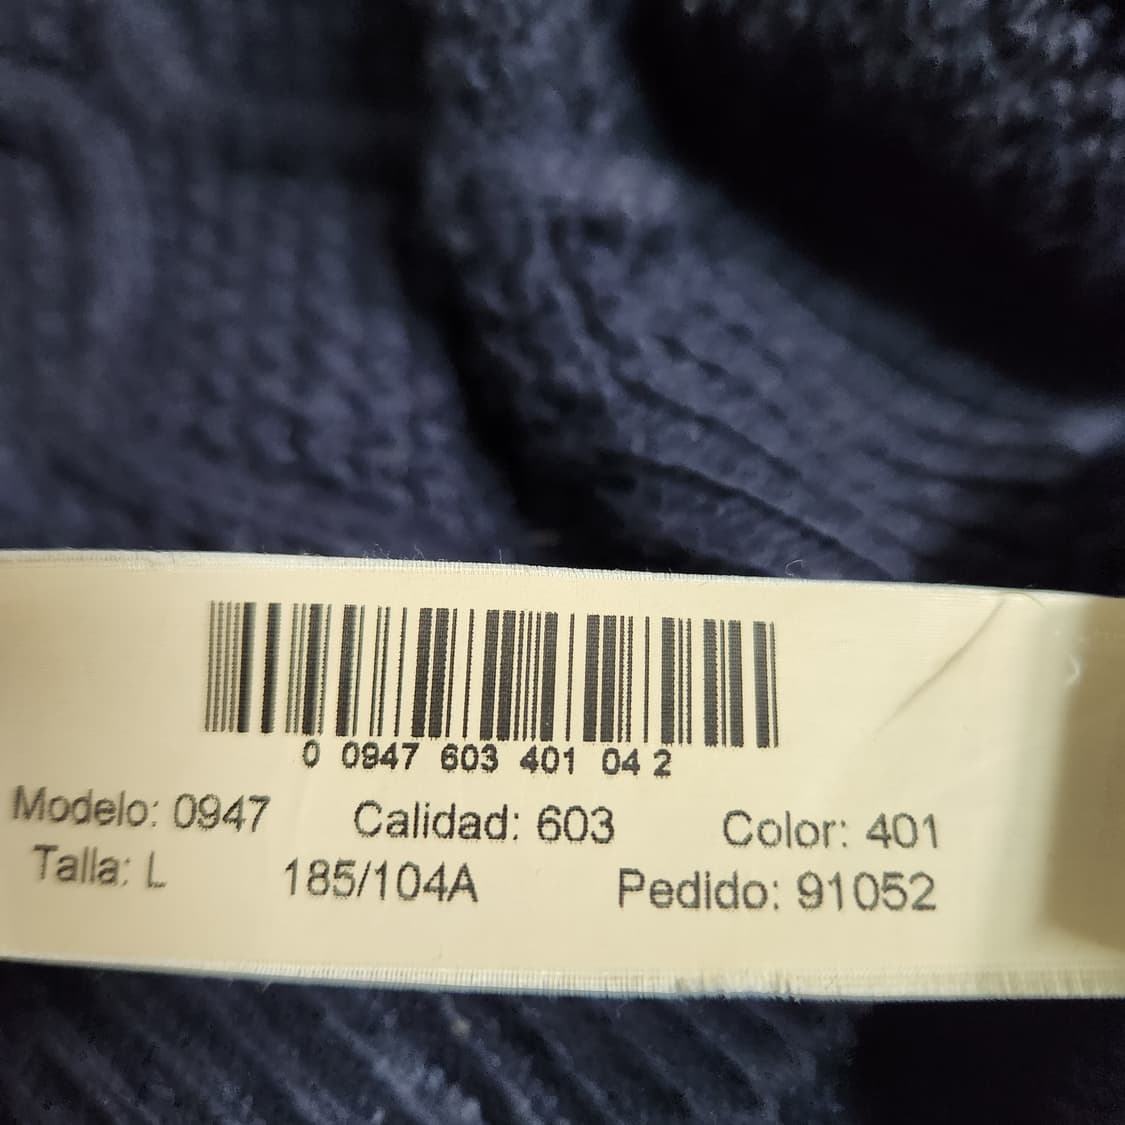 0 0947 603 401 04 2
Modelo: 0947 Calidad: 603 Color: 401
Talla: L 185/104A Pedido: 91052